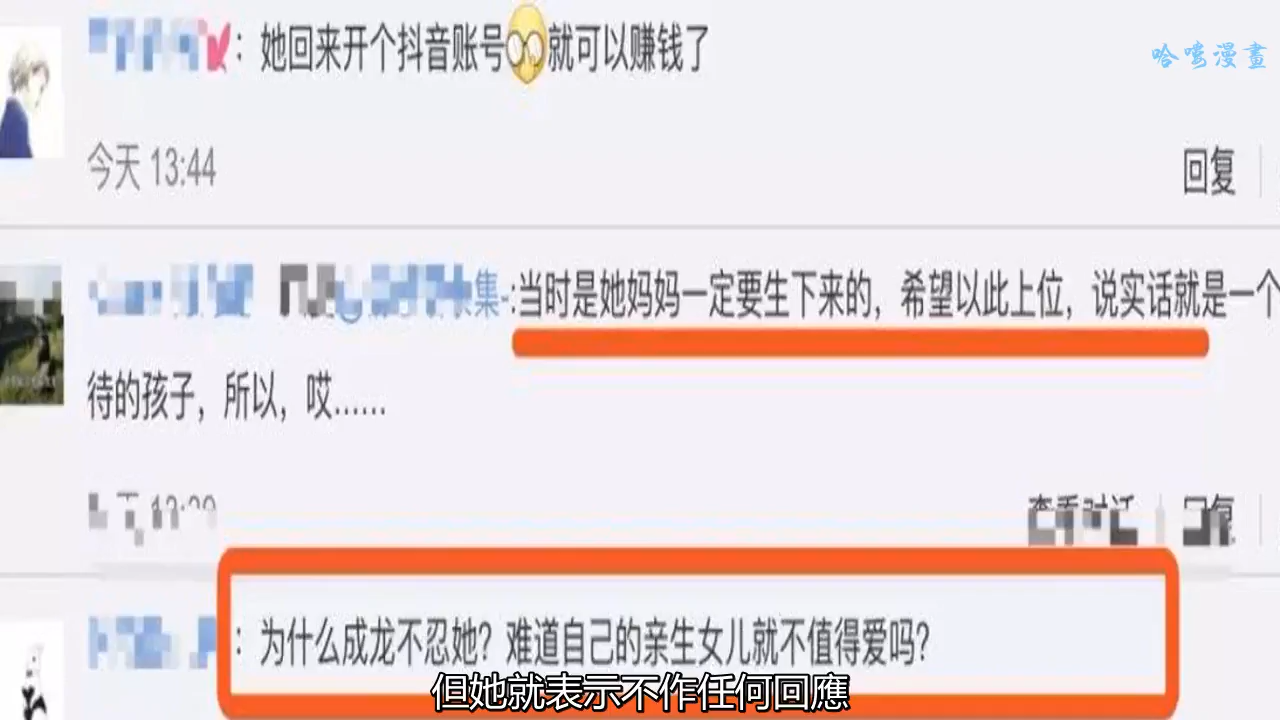 哈嘍漫畫
：她回来开个抖音账号就可以赚钱了
今天 13:44
回复
集-:当时是她妈妈一定要生下来的，希望以此上位，说实话就是一个
待的孩子，所以，哎……
：为什么成龙不忍她？难道自己的亲生女儿就不值得爱吗？
但她就表示不作任何回應